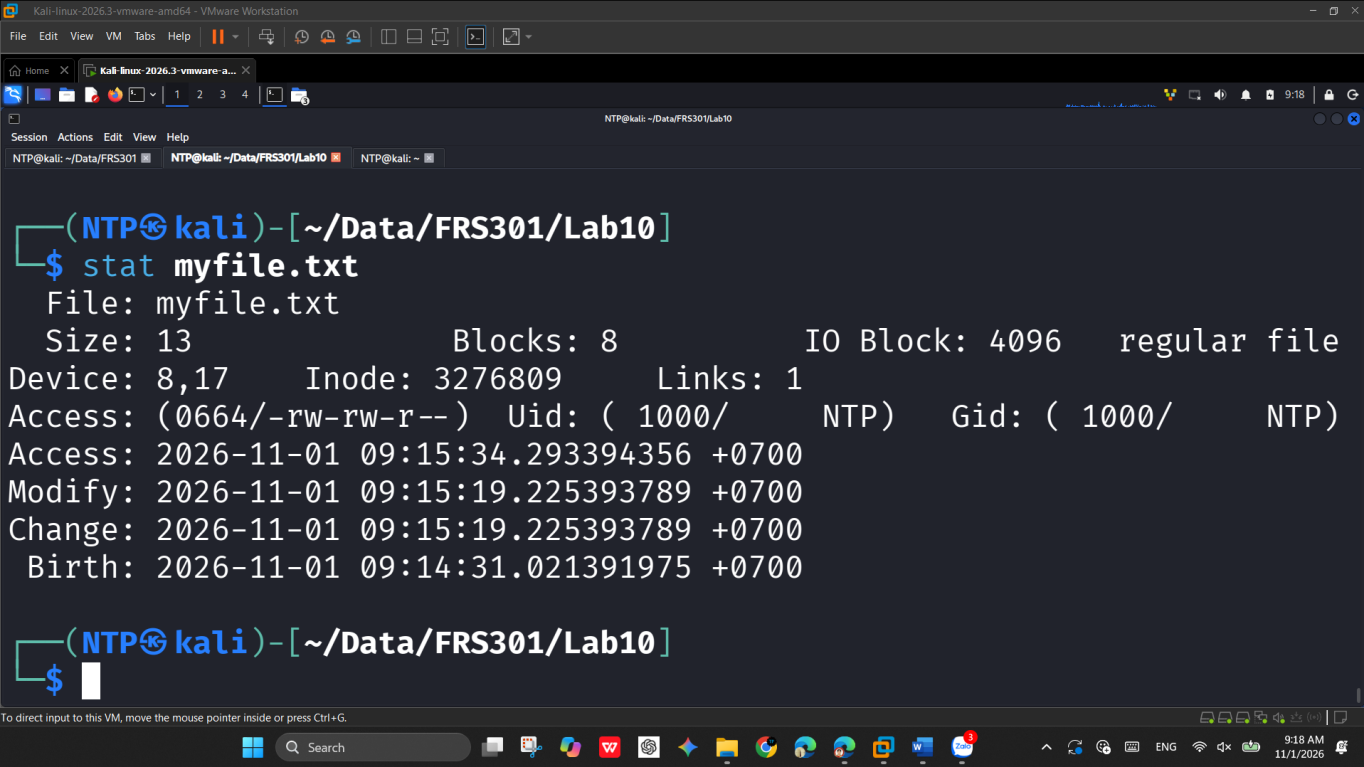 Kali-linux-2026.3-vmware-amd64 - VMware Workstation
File Edit View VM Tabs Help
Home Kali-linux-2026.3-vmware-a...
1 2 3 4 3 9:18
NTP@kali: ~/Data/FRS301/Lab10
Session Actions Edit View Help
NTP@kali: ~/Data/FRS301 NTP@kali: ~/Data/FRS301/Lab10 NTP@kali: ~
┌──(NTP㉿kali)-[~/Data/FRS301/Lab10]
└─$ stat myfile.txt
File: myfile.txt
Size: 13 Blocks: 8 IO Block: 4096 regular file
Device: 8,17 Inode: 3276809 Links: 1
Access: (0664/-rw-rw-r--) Uid: ( 1000/ NTP) Gid: ( 1000/ NTP)
Access: 2026-11-01 09:15:34.293394356 +0700
Modify: 2026-11-01 09:15:19.225393789 +0700
Change: 2026-11-01 09:15:19.225393789 +0700
Birth: 2026-11-01 09:14:31.021391975 +0700
┌──(NTP㉿kali)-[~/Data/FRS301/Lab10]
└─$
To direct input to this VM, move the mouse pointer inside or press Ctrl+G.
Search Zalo 3 ENG 9:18 AM
11/1/2026